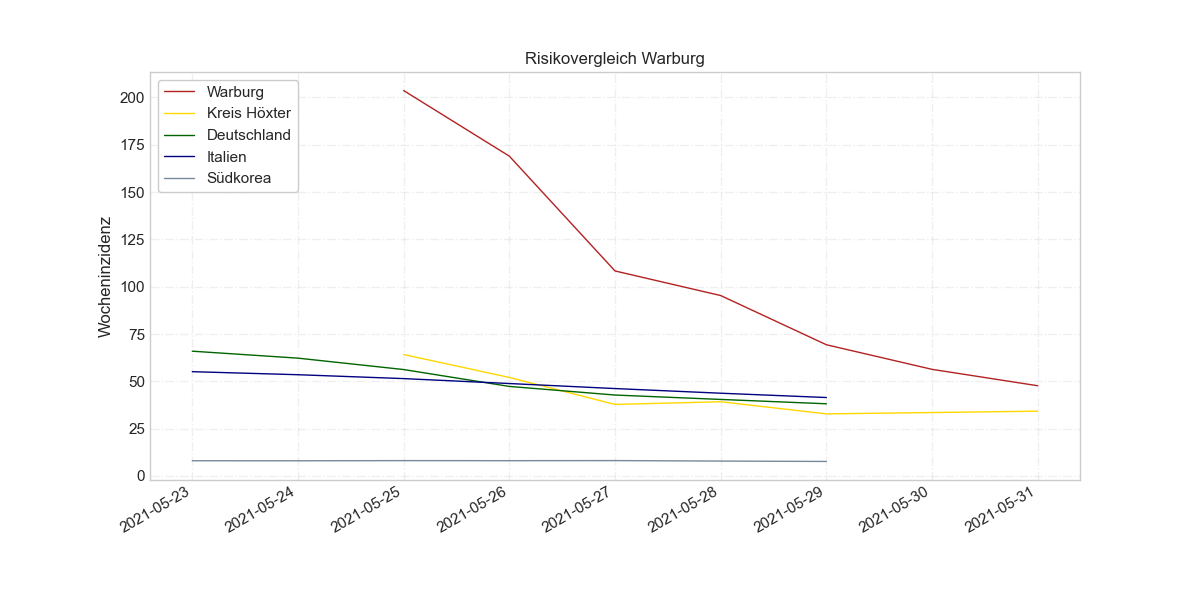 Risikovergleich Warburg
Warburg
Kreis Höxter
Deutschland
Italien
Südkorea
Wocheninzidenz
200
175
150
125
100
75
50
25
0
2021-05-23
2021-05-24
2021-05-25
2021-05-26
2021-05-27
2021-05-28
2021-05-29
2021-05-30
2021-05-31